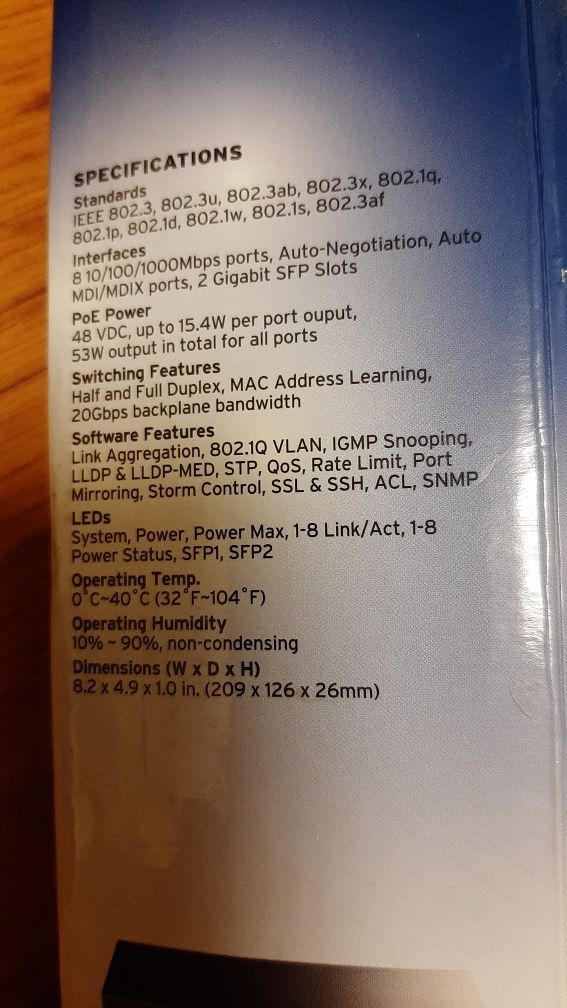 SPECIFICATIONS
Standards
IEEE 802.3, 802.3u, 802.3ab, 802.3x, 802.1q,
802.1p, 802.1d, 802.1w, 802.1s, 802.3af
Interfaces
8 10/100/1000Mbps ports, Auto-Negotiation, Auto
MDI/MDIX ports, 2 Gigabit SFP Slots
PoE Power
48 VDC, up to 15.4W per port ouput,
53W output in total for all ports
Switching Features
Half and Full Duplex, MAC Address Learning,
20Gbps backplane bandwidth
Software Features
Link Aggregation, 802.1Q VLAN, IGMP Snooping,
LLDP & LLDP-MED, STP, QoS, Rate Limit, Port
Mirroring, Storm Control, SSL & SSH, ACL, SNMP
LEDs
System, Power, Power Max, 1-8 Link/Act, 1-8
Power Status, SFP1, SFP2
Operating Temp.
0˚C~40˚C (32˚F~104˚F)
Operating Humidity
10% ~ 90%, non-condensing
Dimensions (W x D x H)
8.2 x 4.9 x 1.0 in. (209 x 126 x 26mm)